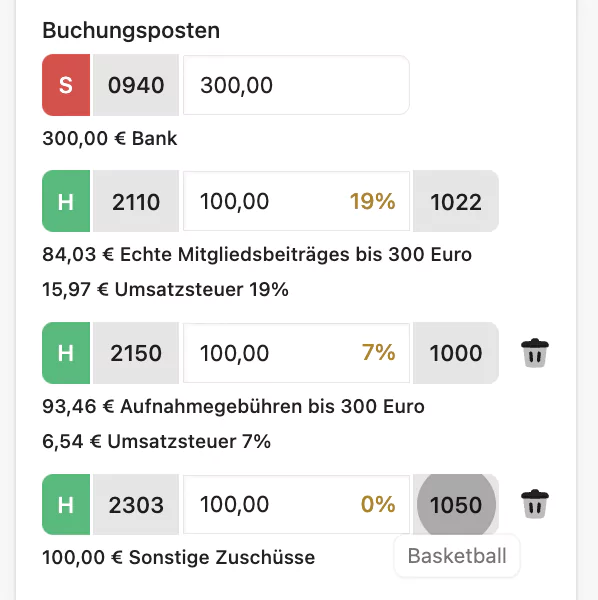 Buchungsposten
S 0940 300,00
300,00 € Bank
H 2110 100,00 19% 1022
84,03 € Echte Mitgliedsbeiträges bis 300 Euro
15,97 € Umsatzsteuer 19%
H 2150 100,00 7% 1000
93,46 € Aufnahmegebühren bis 300 Euro
6,54 € Umsatzsteuer 7%
H 2303 100,00 0% 1050
100,00 € Sonstige Zuschüsse
Basketball